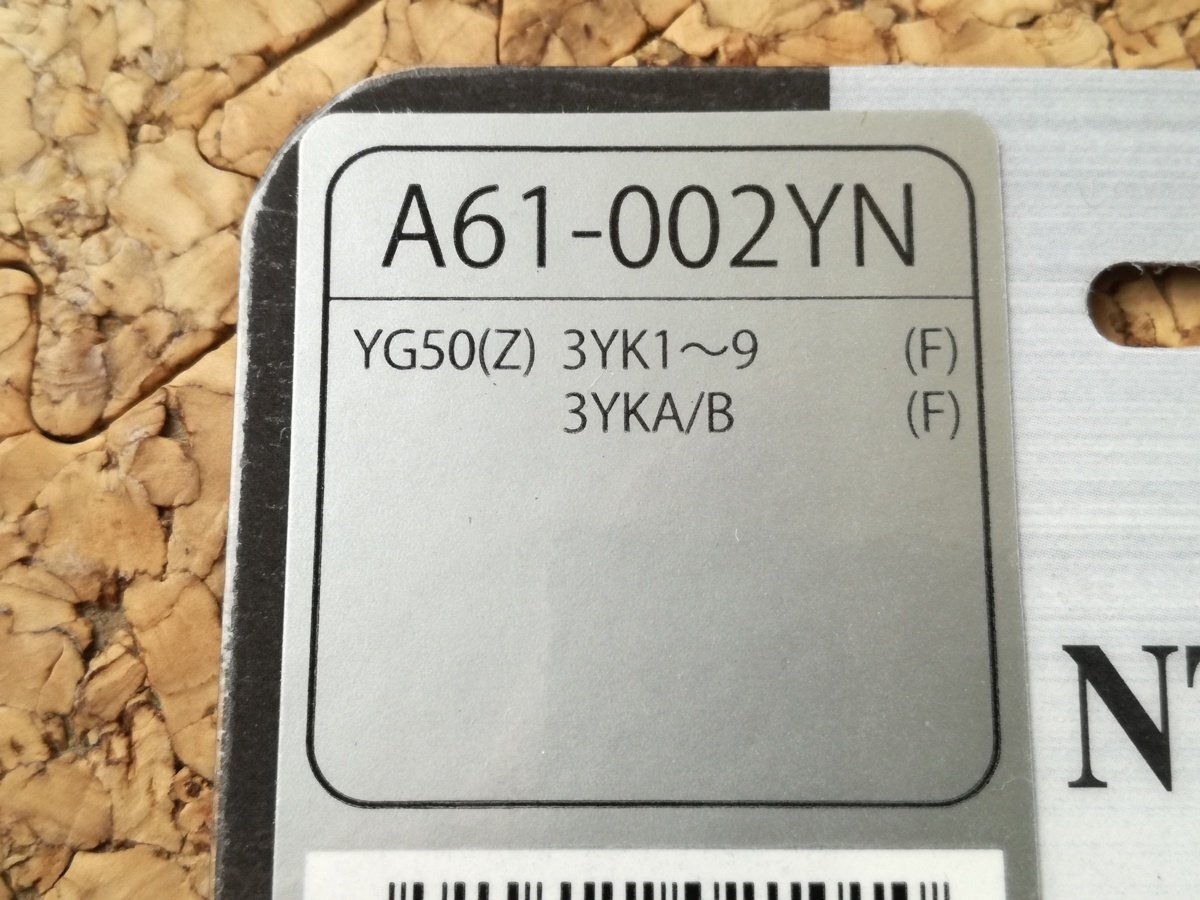 A61-002YN
YG50(Z) 3YK1～9 (F)
3YKA/B (F)